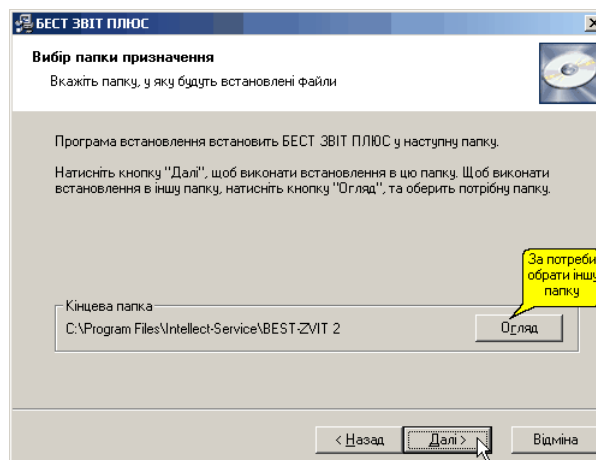 БЕСТ ЗВІТ ПЛЮС
Вибір папки призначення
Вкажіть папку, у яку будуть встановлені файли
Програма встановлення встановить БЕСТ ЗВІТ ПЛЮС у наступну папку.
Натисніть кнопку "Далі", щоб виконати встановлення в цю папку. Щоб виконати
встановлення в іншу папку, натисніть кнопку "Огляд", та оберить потрібну папку.
За потреби
обрати іншу
папку
Кінцева папка
C:\Program Files\Intellect-Service\BEST-ZVIT 2
Огляд
< Назад
Далі >
Відміна